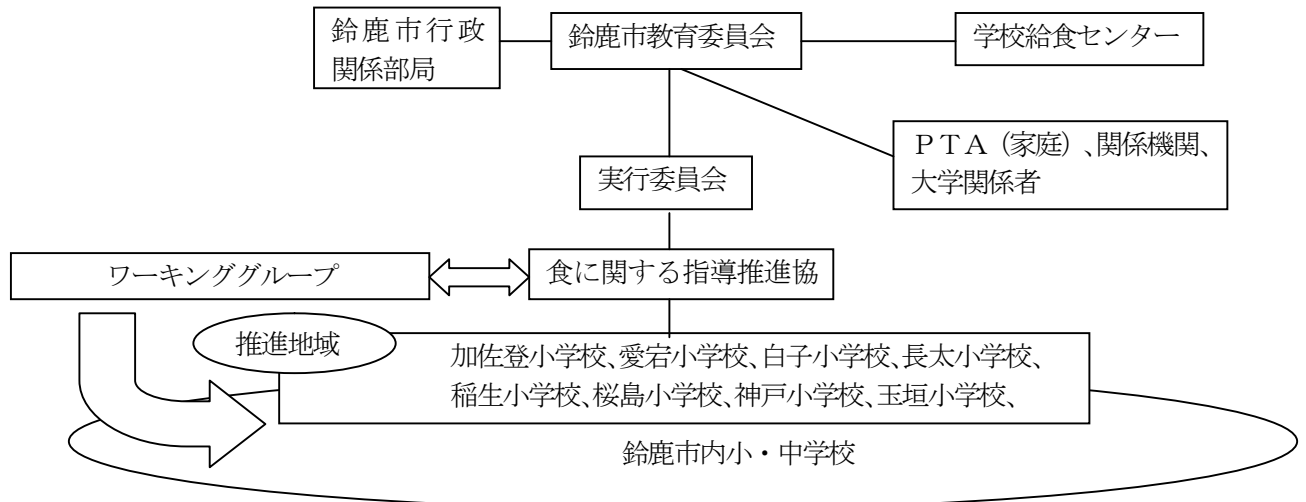 鈴鹿市行政
関係部局
鈴鹿市教育委員会
学校給食センター
PTA(家庭)、関係機関、
大学関係者
実行委員会
ワーキンググループ
食に関する指導推進協
推進地域
加佐登小学校、愛宕小学校、白子小学校、長太小学校、
稲生小学校、桜島小学校、神戸小学校、玉垣小学校、
鈴鹿市内小・中学校